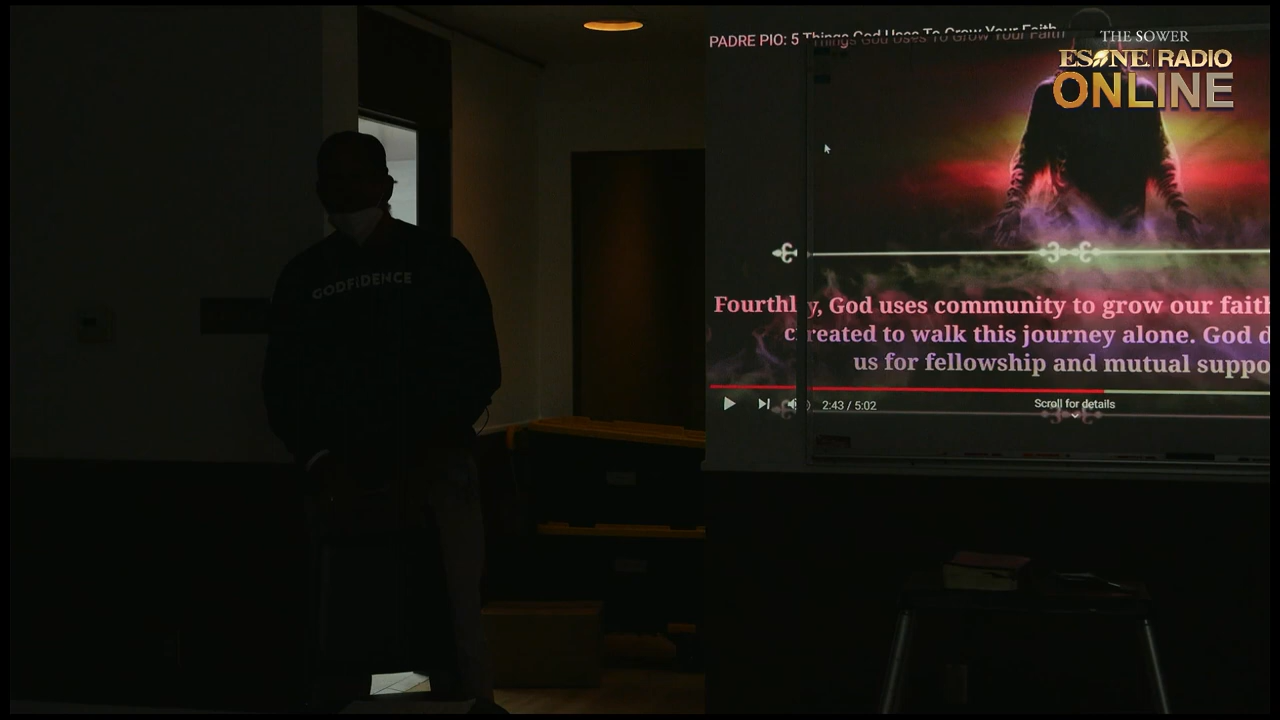 PADRE PIO: 5 Things God Uses To Grow Your Faith
THE SOWER
ESNE RADIO
ONLINE
GODFIDENCE
Fourthly, God uses community to grow our faith
created to walk this journey alone. God d
us for fellowship and mutual suppo
2:43 / 5:02
Scroll for details